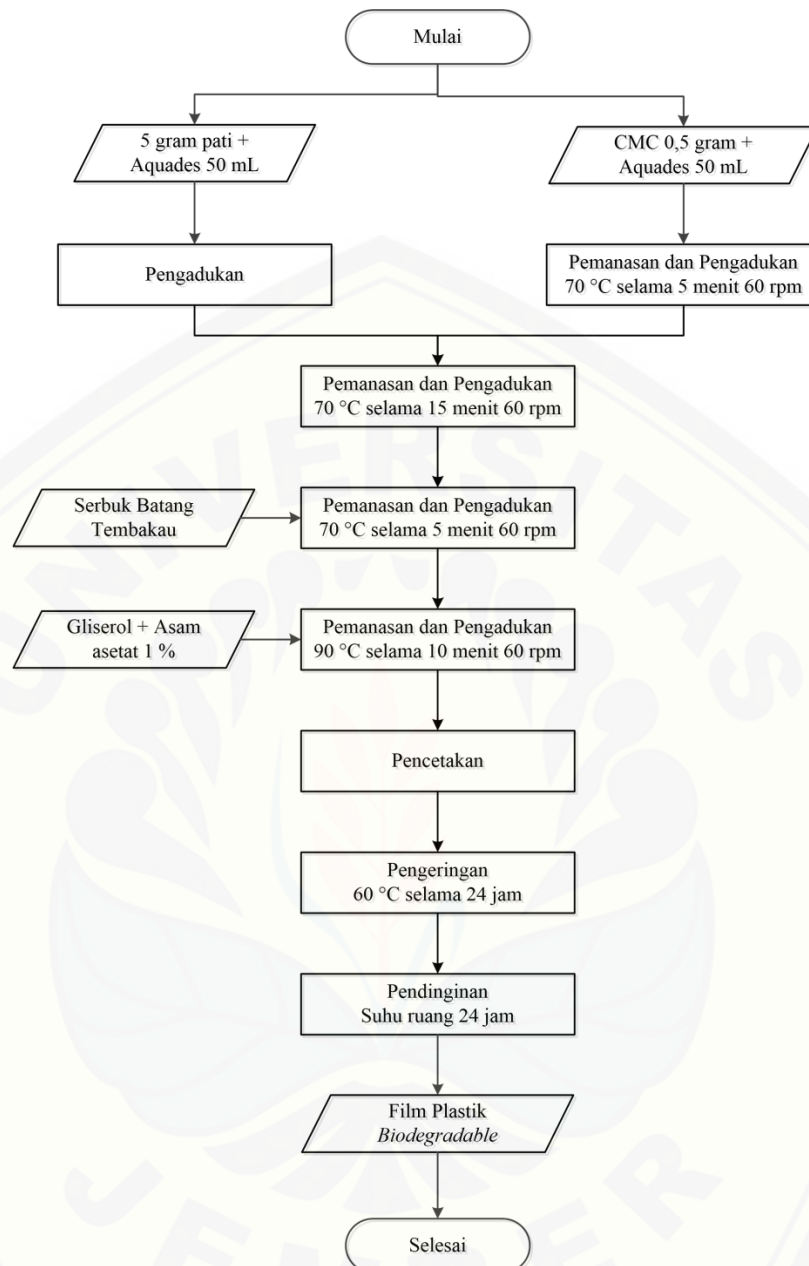 Mulai
5 gram pati +
Aquades 50 mL
CMC 0,5 gram +
Aquades 50 mL
Pengadukan
Pemanasan dan Pengadukan
70 °C selama 5 menit 60 rpm
Pemanasan dan Pengadukan
70 °C selama 15 menit 60 rpm
Serbuk Batang
Tembakau
Pemanasan dan Pengadukan
70 °C selama 5 menit 60 rpm
Gliserol + Asam
asetat 1 %
Pemanasan dan Pengadukan
90 °C selama 10 menit 60 rpm
Pencetakan
Pengeringan
60 °C selama 24 jam
Pendinginan
Suhu ruang 24 jam
Film Plastik
Biodegradable
Selesai
UNIVERSITAS
JEMBER